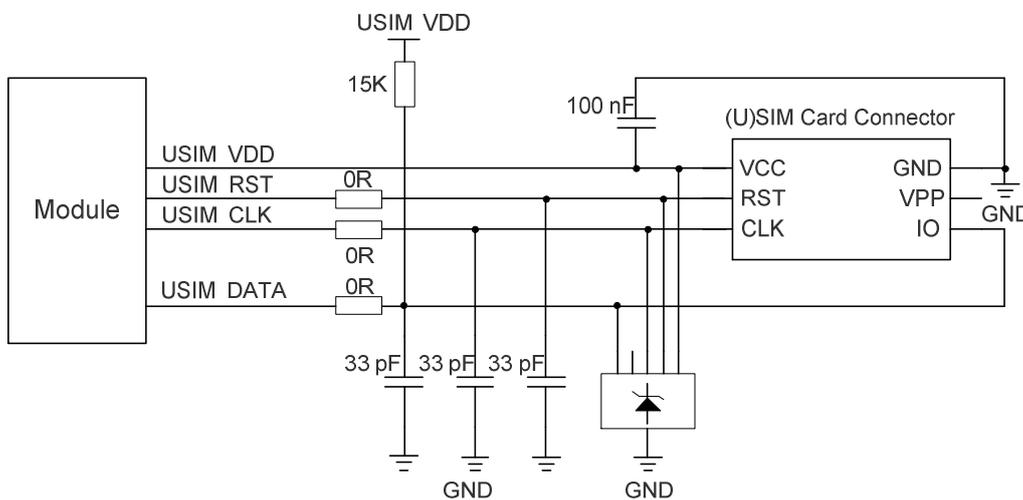 USIM VDD
15K
100 nF
(U)SIM Card Connector
USIM VDD
VCC
GND
USIM RST
0R
RST
VPP
GND
Module
USIM CLK
CLK
IO
0R
USIM DATA
0R
33 pF
33 pF
33 pF
GND
GND